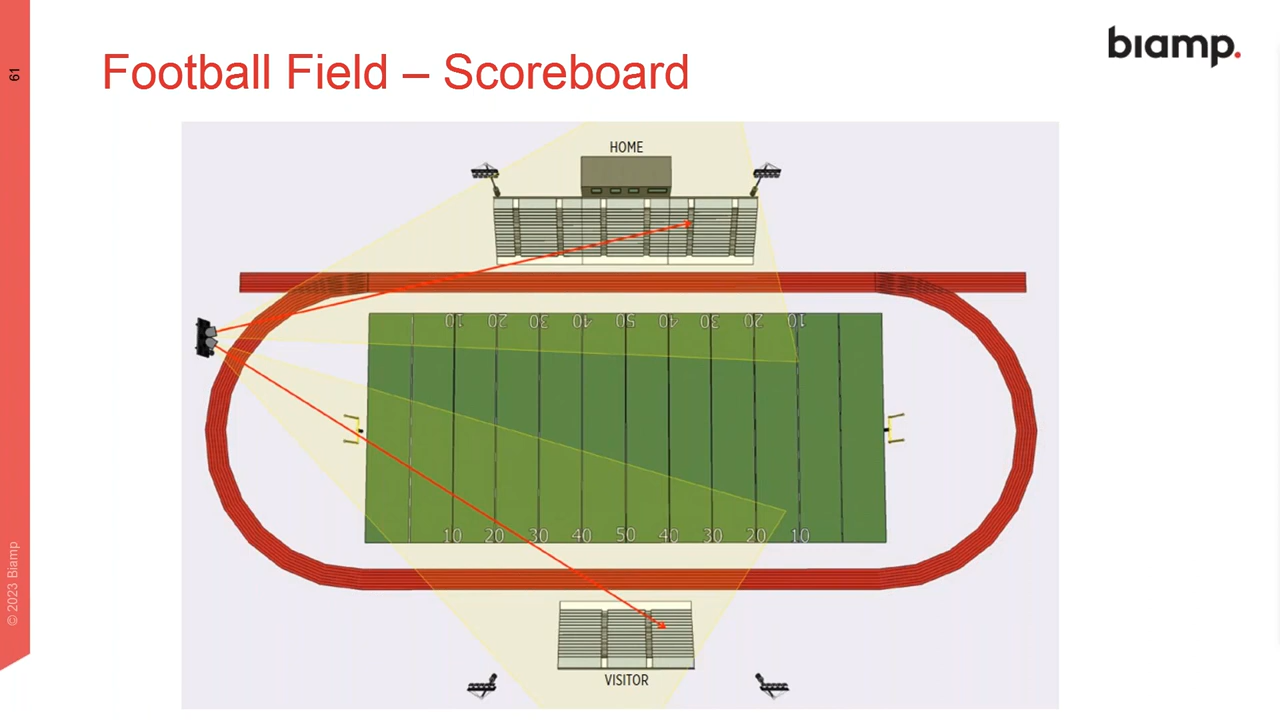 61
biamp.
Football Field – Scoreboard
HOME
10 20 30 40 50 40 30 20 10
10 20 30 40 50 40 30 20 10
VISITOR
© 2023 Biamp